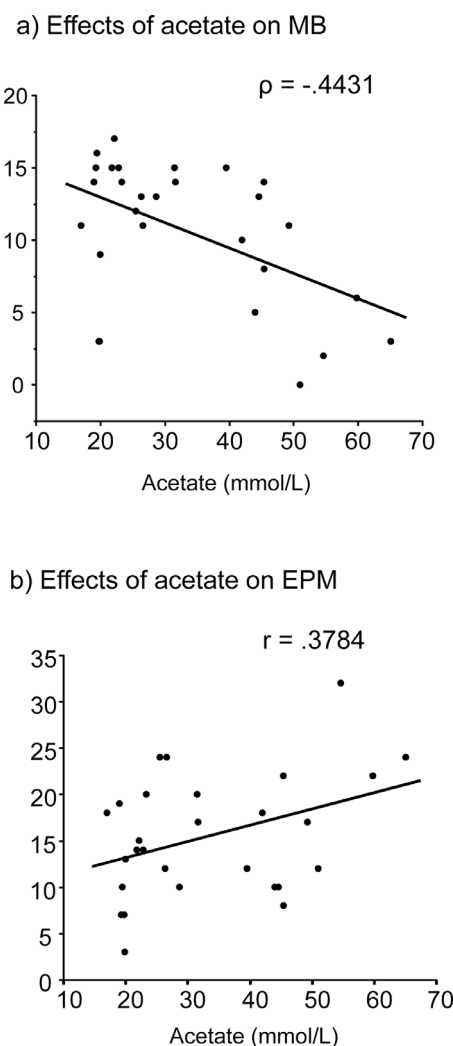 a) Effects of acetate on MB
ρ = -.4431
20
15
10
5
0
10 20 30 40 50 60 70
Acetate (mmol/L)
b) Effects of acetate on EPM
r = .3784
35
30
25
20
15
10
5
0
10 20 30 40 50 60 70
Acetate (mmol/L)